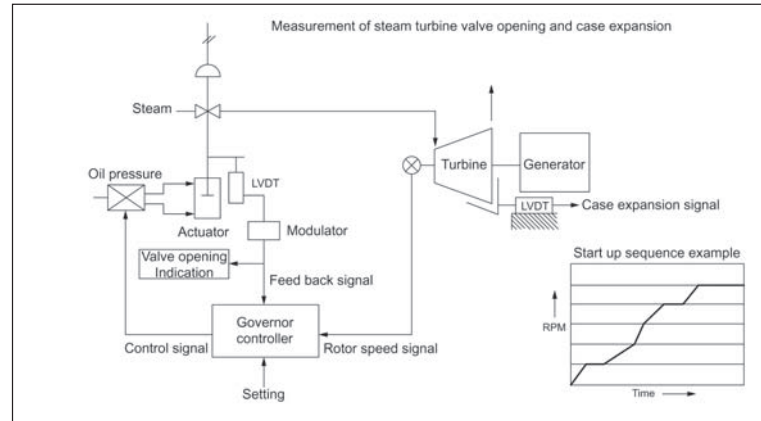 Measurement of steam turbine valve opening and case expansion
Steam
Oil pressure
LVDT
Turbine
Generator
LVDT
Case expansion signal
Actuator
Modulator
Valve opening
Indication
Feed back signal
Start up sequence example
Governor
controller
RPM
Control signal
Rotor speed signal
Setting
Time